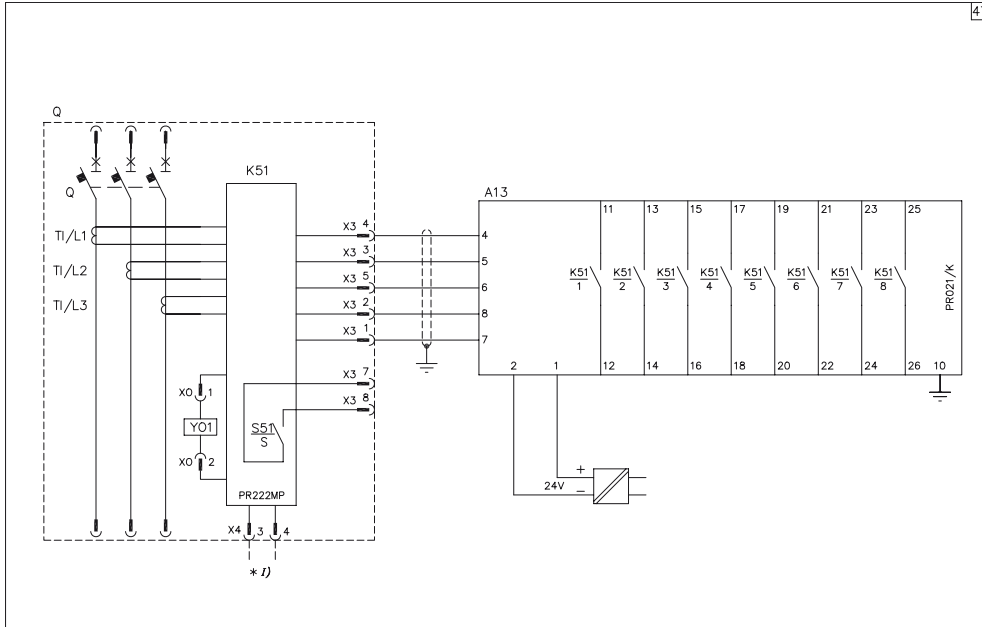 Q
Q
K51
TI/L1
TI/L2
TI/L3
X3 4
X3 3
X3 5
X3 2
X3 1
X3 7
X3 8
X0 1
Y01
X0 2
S51
S
PR222MP
X4 3 4
* I)
A13
11 13 15 17 19 21 23 25
4
5
6
8
7
K51 K51 K51 K51 K51 K51 K51 K51
1 2 3 4 5 6 7 8
PR021/K
2 1 12 14 16 18 20 22 24 26 10
+
24V
−